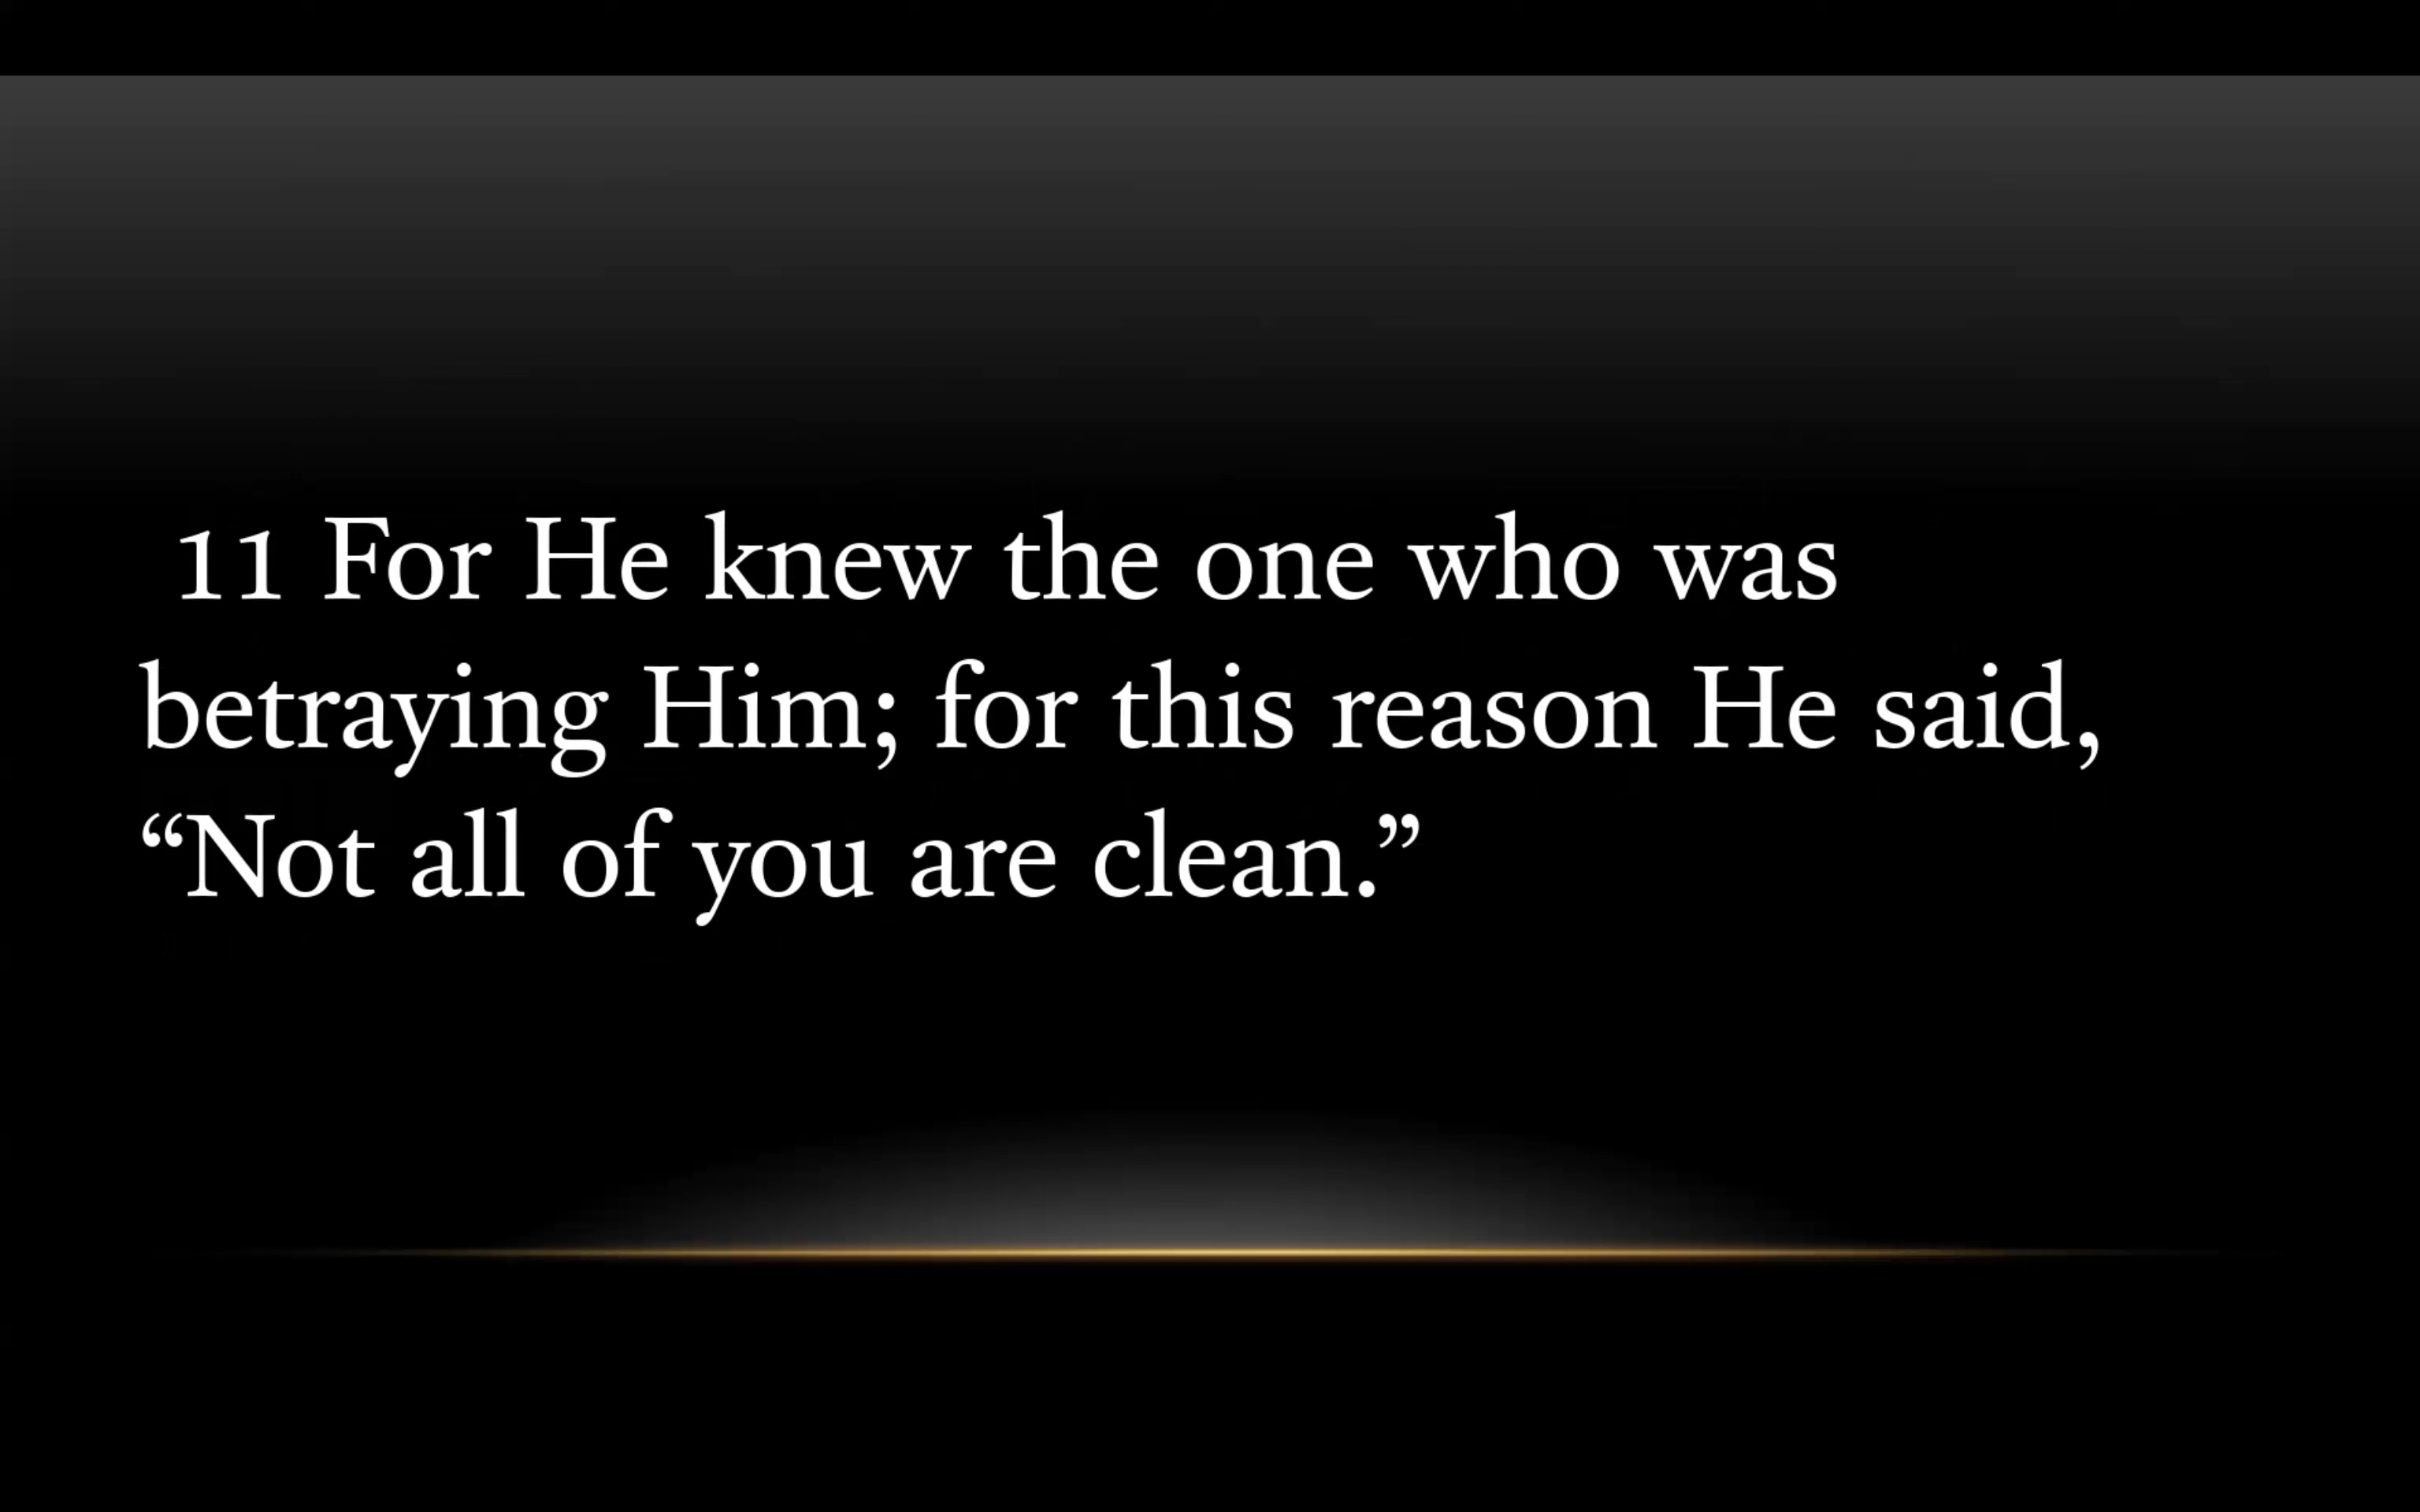 11 For He knew the one who was
betraying Him; for this reason He said,
“Not all of you are clean.”